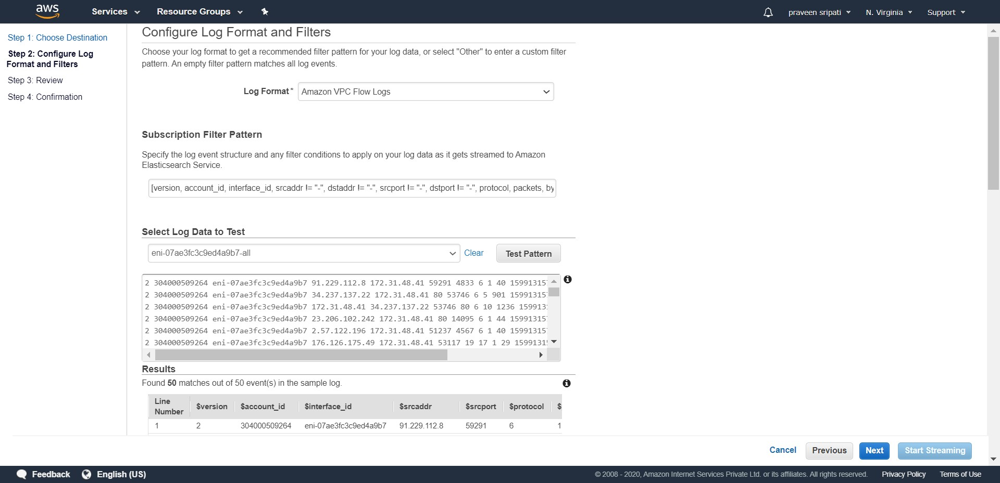 aws Services Resource Groups praveen sripati N. Virginia Support
Step 1: Choose Destination
Step 2: Configure Log
Format and Filters
Step 3: Review
Step 4: Confirmation
Configure Log Format and Filters
Choose your log format to get a recommended filter pattern for your log data, or select "Other" to enter a custom filter
pattern. An empty filter pattern matches all log events.
Log Format* Amazon VPC Flow Logs
Subscription Filter Pattern
Specify the log event structure and any filter conditions to apply on your log data as it gets streamed to Amazon
Elasticsearch Service.
[version, account_id, interface_id, srcaddr != "-", dstaddr != "-", srcport != "-", dstport != "-", protocol, packets, by
Select Log Data to Test
eni-07ae3fc3c9ed4a9b7-all Clear Test Pattern
2 304000509264 eni-07ae3fc3c9ed4a9b7 91.229.112.8 172.31.48.41 59291 4833 6 1 40 159913157
2 304000509264 eni-07ae3fc3c9ed4a9b7 34.237.137.22 172.31.48.41 80 53746 6 5 901 159913157
2 304000509264 eni-07ae3fc3c9ed4a9b7 172.31.48.41 34.237.137.22 53746 80 6 10 1236 159913
2 304000509264 eni-07ae3fc3c9ed4a9b7 23.206.102.242 172.31.48.41 80 14095 6 1 44 159913157
2 304000509264 eni-07ae3fc3c9ed4a9b7 2.57.122.196 172.31.48.41 51237 4567 6 1 40 159913157
2 304000509264 eni-07ae3fc3c9ed4a9b7 176.126.175.49 172.31.48.41 53117 19 17 1 29 1599131
Results
Found 50 matches out of 50 event(s) in the sample log.
Line Number $version $account_id $interface_id $srcaddr $srcport $protocol $
1 2 304000509264 eni-07ae3fc3c9ed4a9b7 91.229.112.8 59291 6 1
Cancel Previous Next Start Streaming
Feedback English (US) © 2008 - 2020, Amazon Internet Services Private Ltd. or its affiliates. All rights reserved. Privacy Policy Terms of Use